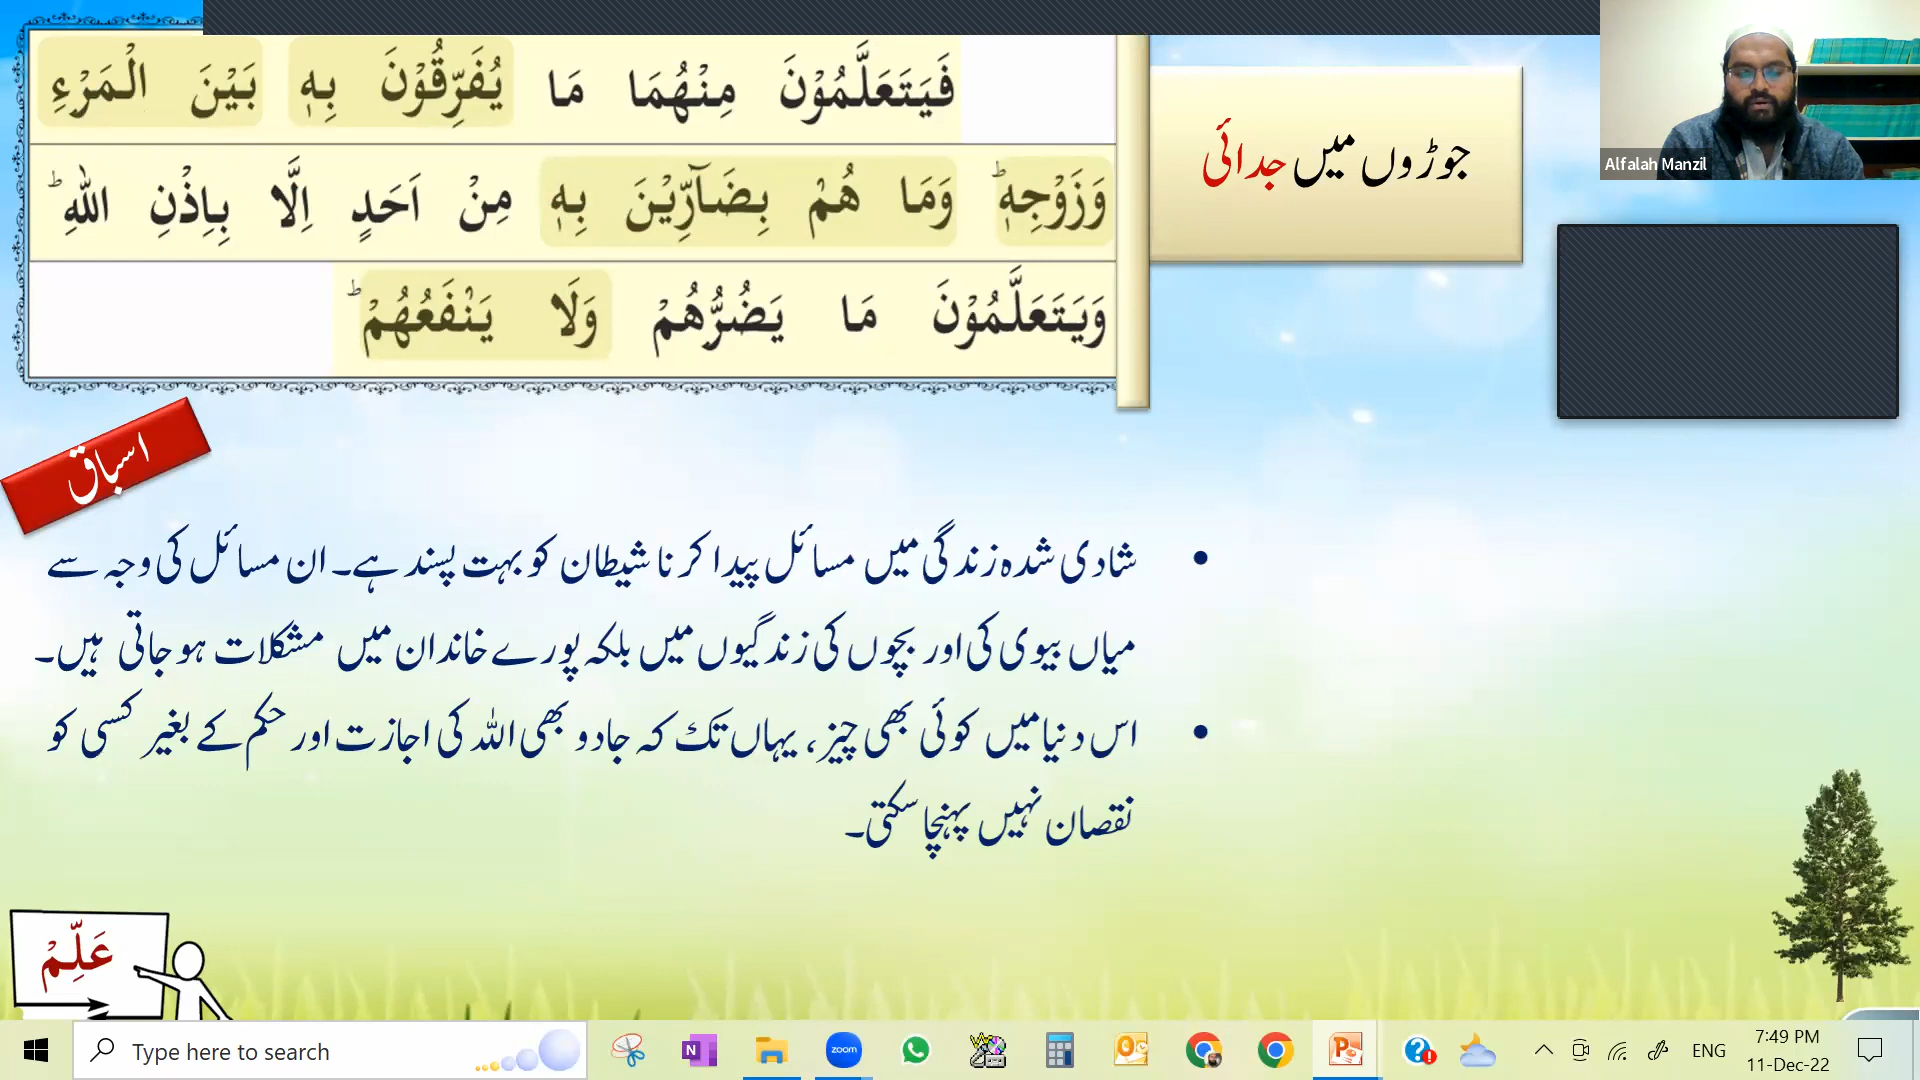 فَيَتَعَلَّمُوْنَ مِنْهُمَا مَا يُفَرِّقُوْنَ بِهٖ بَيْنَ الْمَرْءِ
وَزَوْجِهٖ ؕ وَمَا هُمْ بِضَآرِّيْنَ بِهٖ مِنْ اَحَدٍ اِلَّا بِاِذْنِ اللهِ ؕ
وَيَتَعَلَّمُوْنَ مَا يَضُرُّهُمْ وَلَا يَنْفَعُهُمْ ؕ
جوڑوں میں جدائی
Alfalah Manzil
اسباق
• شادی شدہ زندگی میں مسائل پیدا کرنا شیطان کو بہت پسند ہے۔ ان مسائل کی وجہ سے
میاں بیوی کی اور بچوں کی زندگیوں میں بلکہ پورے خاندان میں مشکلات ہو جاتی ہیں۔
• اس دنیا میں کوئی بھی چیز، یہاں تک کہ جادو بھی اللہ کی اجازت اور حکم کے بغیر کسی کو
نقصان نہیں پہنچا سکتی۔
عَلِّمْ
Type here to search
N
zoom
P
ENG
7:49 PM
11-Dec-22